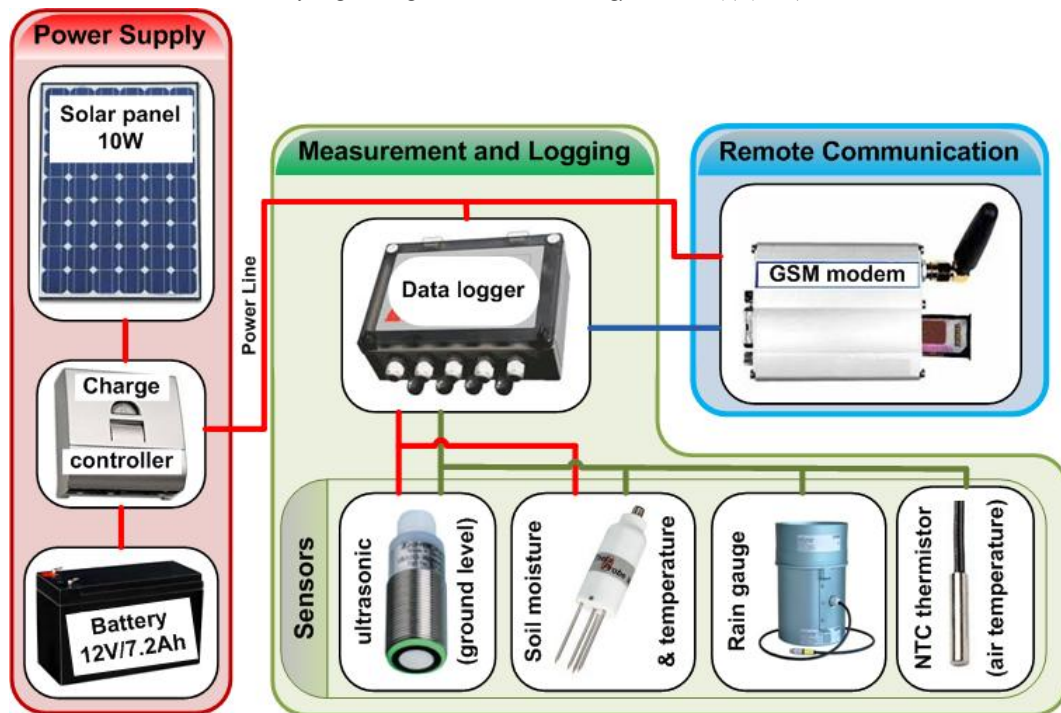 Power Supply
Solar panel
10W
Charge
controller
Battery
12V/7.2Ah
Power Line
Measurement and Logging
Data logger
Remote Communication
GSM modem
Sensors
ultrasonic
(ground level)
Soil moisture
& temperature
Rain gauge
NTC thermistor
(air temperature)